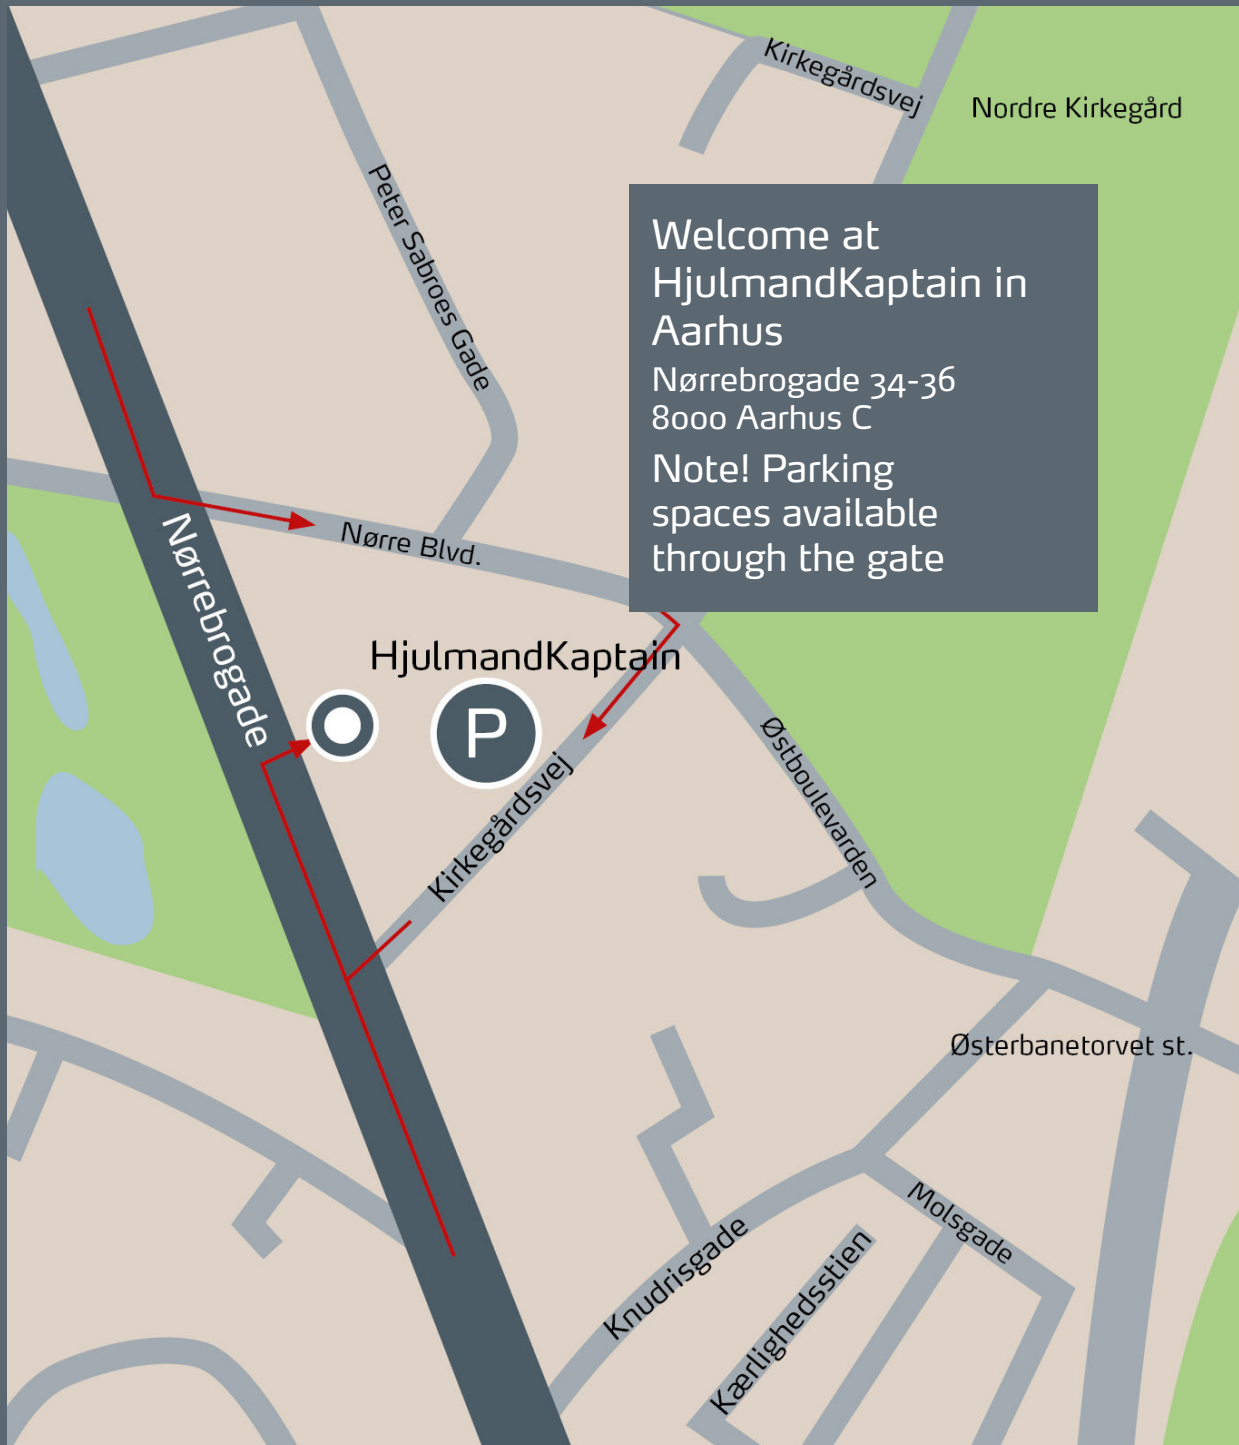 Kirkegårdsvej
Nordre Kirkegård
Peter Sabroes Gade
Welcome at
HjulmandKaptain in
Aarhus
Nørrebrogade 34-36
8000 Aarhus C
Note! Parking
spaces available
through the gate
Nørre Blvd.
Nørrebrogade
HjulmandKaptain
P
Kirkegårdsvej
Østboulevarden
Østerbanetorvet st.
Molsgade
Knudrisgade
Kærlighedsstien